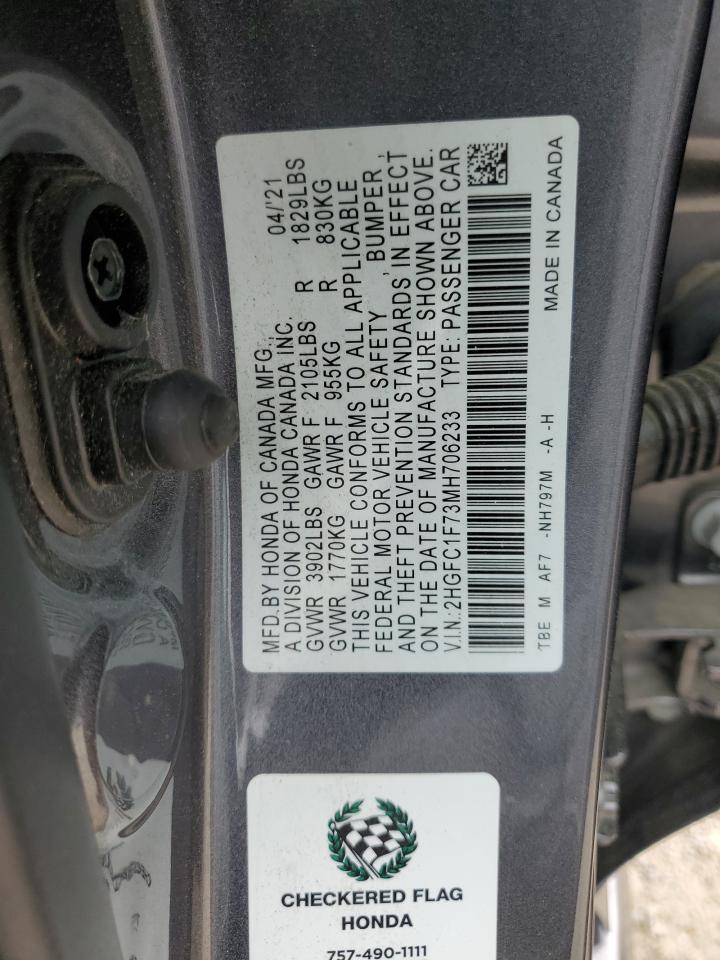 MFD. BY HONDA OF CANADA MFG.,
A DIVISION OF HONDA CANADA INC. 04/'21
GVWR 3902LBS GAWR F 2105LBS R 1829LBS
GVWR 1770KG GAWR F 955KG R 830KG
THIS VEHICLE CONFORMS TO ALL APPLICABLE
FEDERAL MOTOR VEHICLE SAFETY, BUMPER,
AND THEFT PREVENTION STANDARDS, IN EFFECT
ON THE DATE OF MANUFACTURE SHOWN ABOVE.
V.I.N.:2HGFC1F73MH706233 TYPE: PASSENGER CAR
TBE M AF7 -NH797M -A -H MADE IN CANADA
CHECKERED FLAG
HONDA
757-490-1111